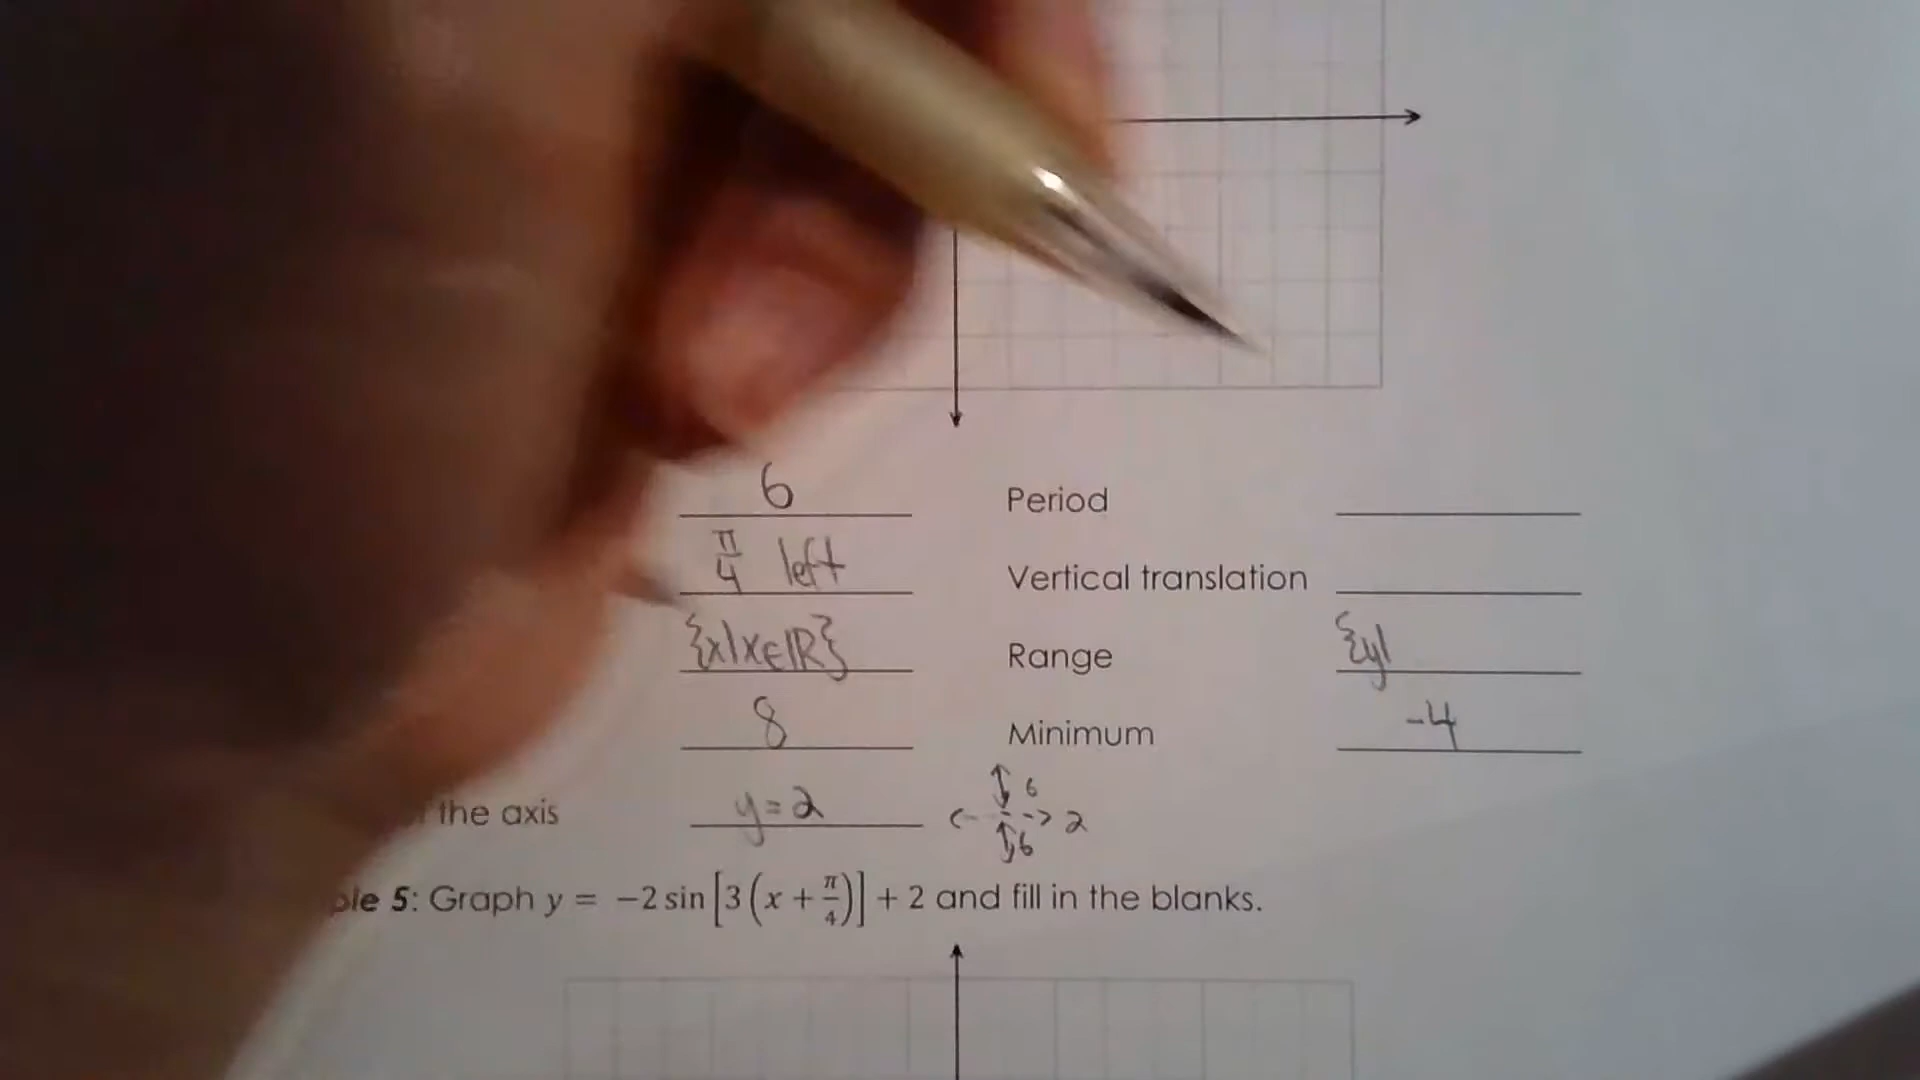 6 Period
π/4 left Vertical translation
{x|x∈ℝ} Range {y|
8 Minimum -4
the axis y=2 6 2 6
ple 5: Graph y = −2 sin[3(x + π/4)] + 2 and fill in the blanks.